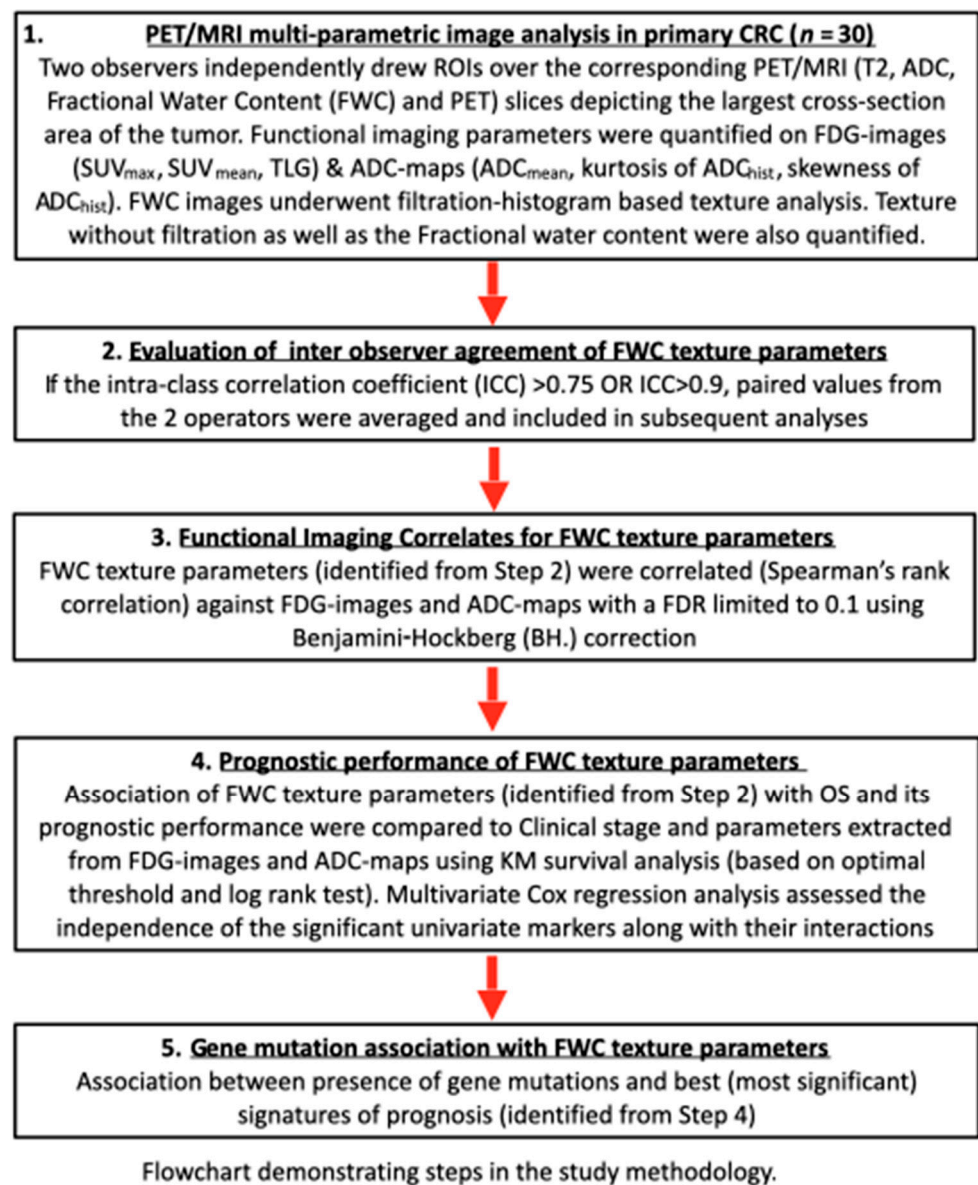 1. PET/MRI multi-parametric image analysis in primary CRC (n = 30)
Two observers independently drew ROIs over the corresponding PET/MRI (T2, ADC,
Fractional Water Content (FWC) and PET) slices depicting the largest cross-section
area of the tumor. Functional imaging parameters were quantified on FDG-images
(SUVmax, SUVmean, TLG) & ADC-maps (ADCmean, kurtosis of ADChist, skewness of
ADChist). FWC images underwent filtration-histogram based texture analysis. Texture
without filtration as well as the Fractional water content were also quantified.
2. Evaluation of inter observer agreement of FWC texture parameters
If the intra-class correlation coefficient (ICC) >0.75 OR ICC>0.9, paired values from
the 2 operators were averaged and included in subsequent analyses
3. Functional Imaging Correlates for FWC texture parameters
FWC texture parameters (identified from Step 2) were correlated (Spearman's rank
correlation) against FDG-images and ADC-maps with a FDR limited to 0.1 using
Benjamini-Hockberg (BH.) correction
4. Prognostic performance of FWC texture parameters
Association of FWC texture parameters (identified from Step 2) with OS and its
prognostic performance were compared to Clinical stage and parameters extracted
from FDG-images and ADC-maps using KM survival analysis (based on optimal
threshold and log rank test). Multivariate Cox regression analysis assessed the
independence of the significant univariate markers along with their interactions
5. Gene mutation association with FWC texture parameters
Association between presence of gene mutations and best (most significant)
signatures of prognosis (identified from Step 4)
Flowchart demonstrating steps in the study methodology.